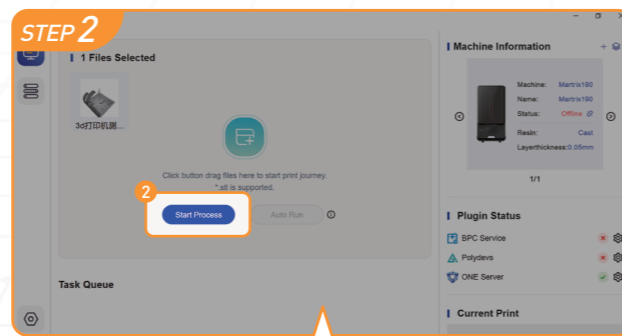 STEP 2
1 Files Selected
3d打印机测...
Click button drag files here to start print journey.
*.stl is supported.
2
Start Process
Auto Run
Task Queue
Machine Information
Machine: Martrix180
Name: Martrix180
Status: Offline
Resin: Cast
Layerthickness:0.05mm
1/1
Plugin Status
BPC Service
Polydevs
ONE Server
Current Print